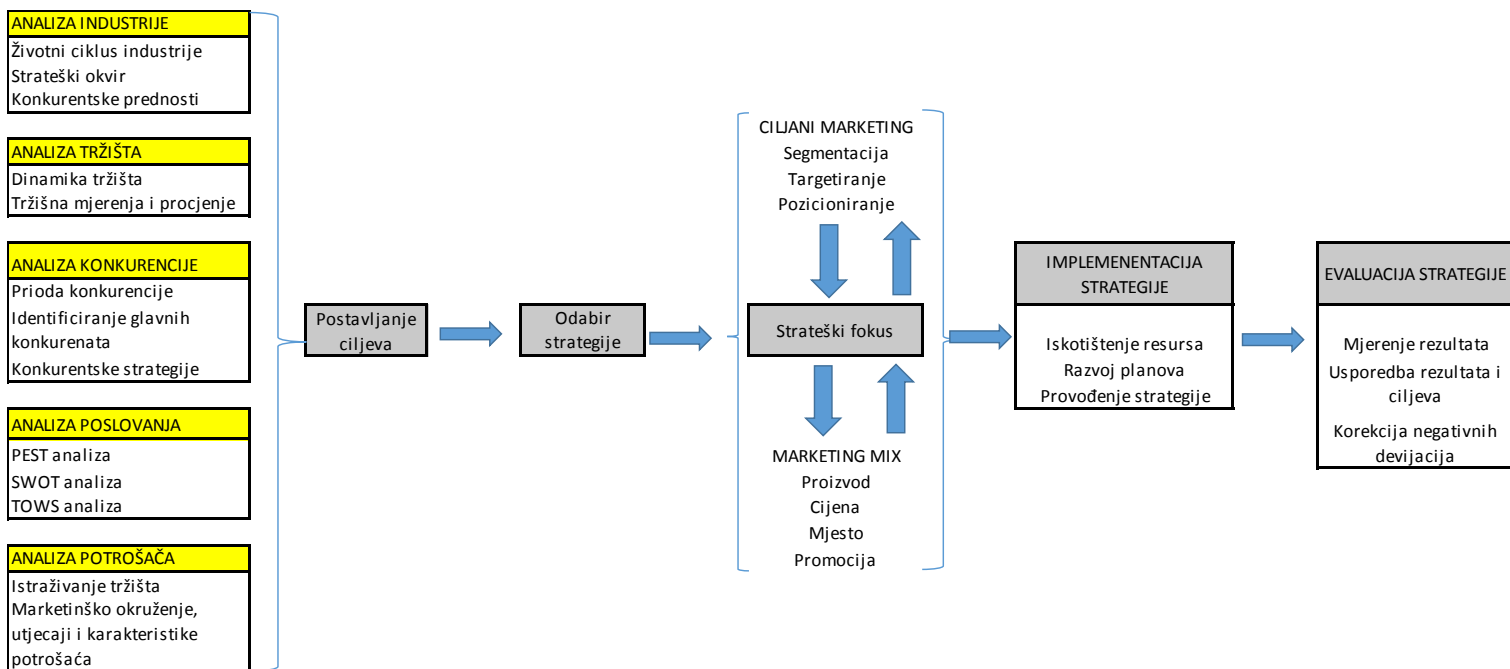 ANALIZA INDUSTRIJE
Životni ciklus industrije
Strateški okvir
Konkurentske prednosti
ANALIZA TRŽIŠTA
Dinamika tržišta
Tržišna mjerenja i procjene
ANALIZA KONKURENCIJE
Prioda konkurencije
Identificiranje glavnih
konkurenata
Konkurentske strategije
ANALIZA POSLOVANJA
PEST analiza
SWOT analiza
TOWS analiza
ANALIZA POTROŠAČA
Istraživanje tržišta
Marketinško okruženje,
utjecaji i karakteristike
potrošaća
Postavljanje
ciljeva
Odabir
strategije
CILJANI MARKETING
Segmentacija
Targetiranje
Pozicioniranje
Strateški fokus
MARKETING MIX
Proizvod
Cijena
Mjesto
Promocija
IMPLEMENENTACIJA
STRATEGIJE
Iskotištenje resursa
Razvoj planova
Provođenje strategije
EVALUACIJA STRATEGIJE
Mjerenje rezultata
Usporedba rezultata i
ciljeva
Korekcija negativnih
devijacija